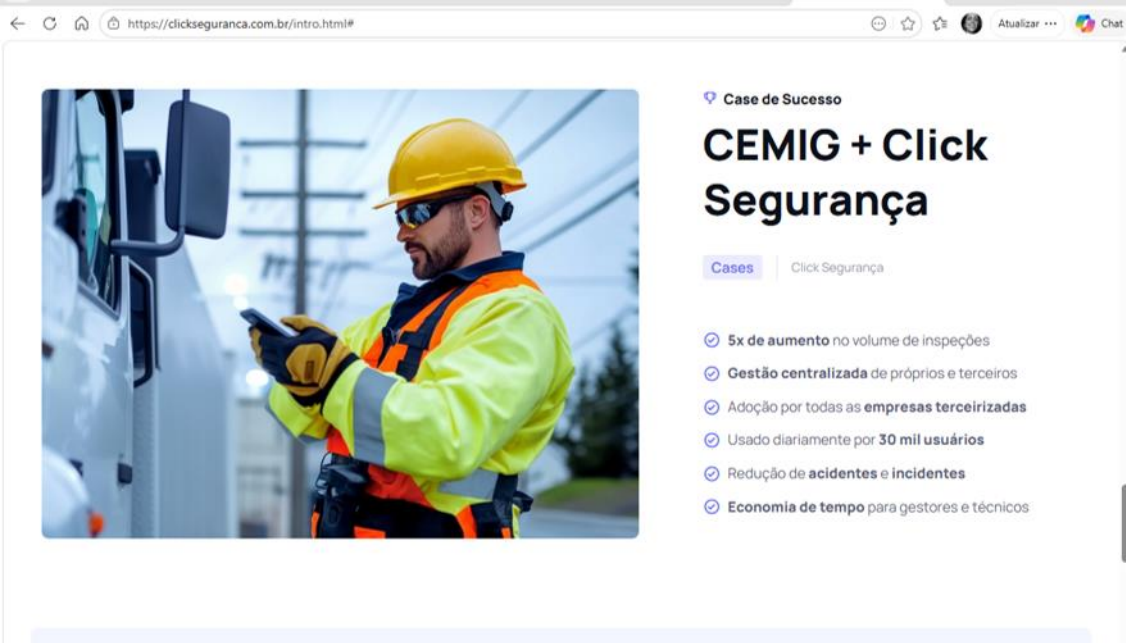 https://clickseguranca.com.br/intro.html#
Atualizar
Chat
Case de Sucesso
CEMIG + Click
Segurança
Cases
Click Segurança
5x de aumento no volume de inspeções
Gestão centralizada de próprios e terceiros
Adoção por todas as empresas terceirizadas
Usado diariamente por 30 mil usuários
Redução de acidentes e incidentes
Economia de tempo para gestores e técnicos